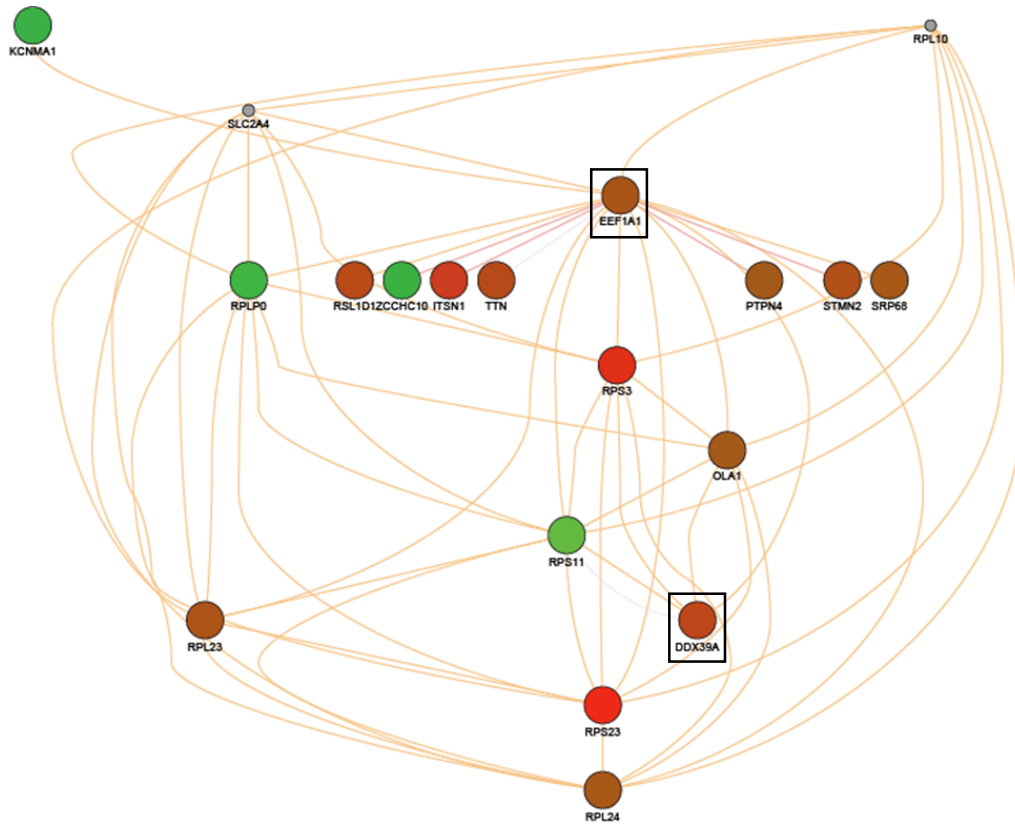 KCNMA1
RPL10
SLC2A4
EEF1A1
RPLP0 RSL1D1 ZCCHC10 ITSN1 TTN PTPN4 STMN2 SRP68
RPS3
OLA1
RPS11
RPL23 DDX39A
RPS23
RPL24